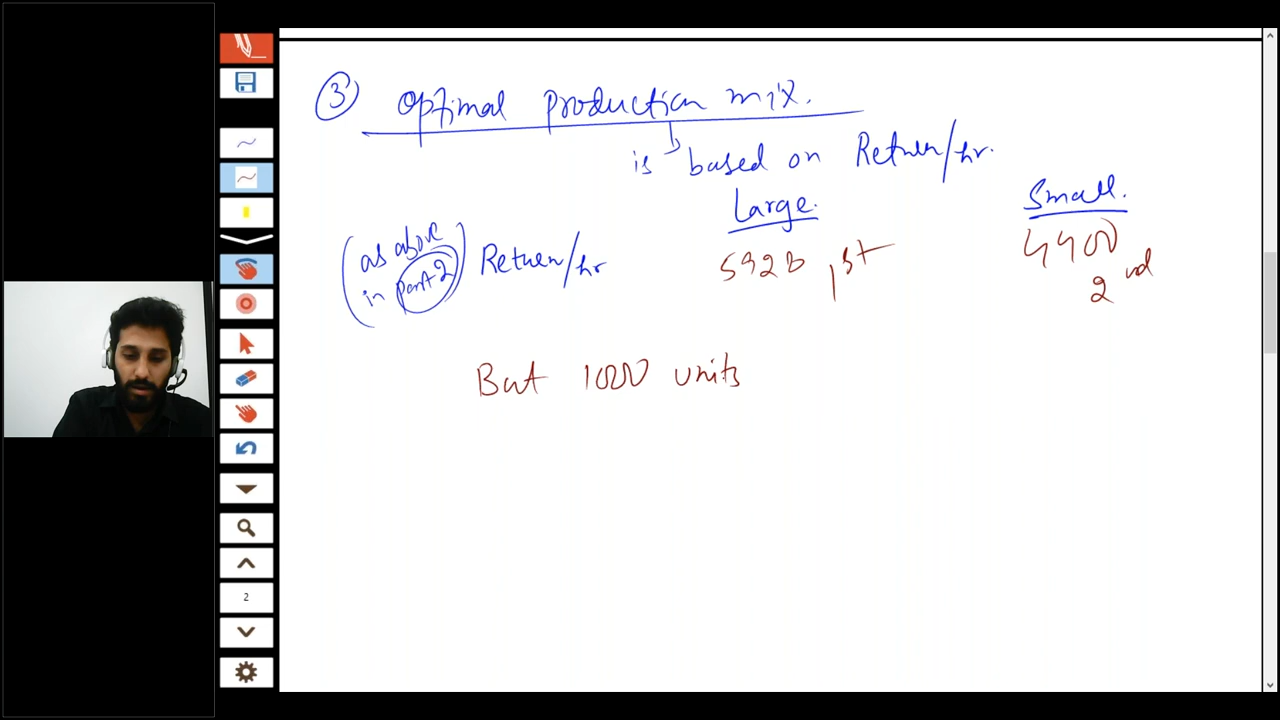 ③ Optimal production mix.
is based on Return/hr.
Large. Small.
(as above in part 2) Return/hr 5928 1st 4400 2nd
But 1000 units
2